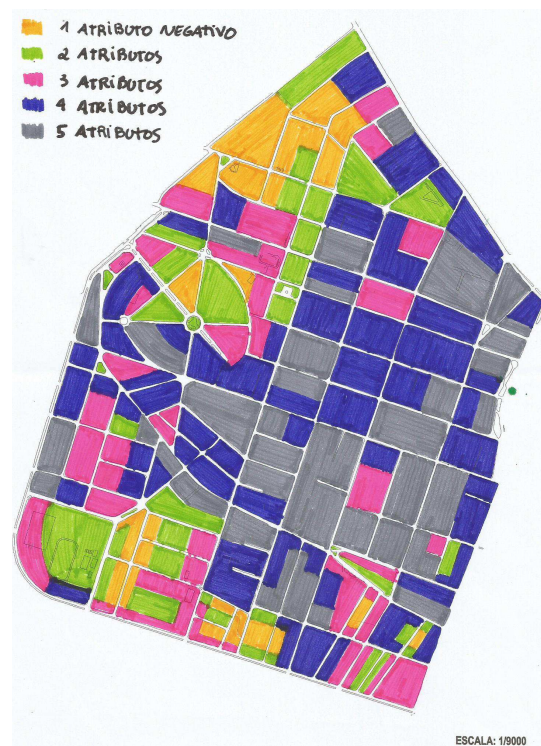 1 ATRIBUTO NEGATIVO
2 ATRIBUTOS
3 ATRIBUTOS
4 ATRIBUTOS
5 ATRIBUTOS
ESCALA: 1/9000